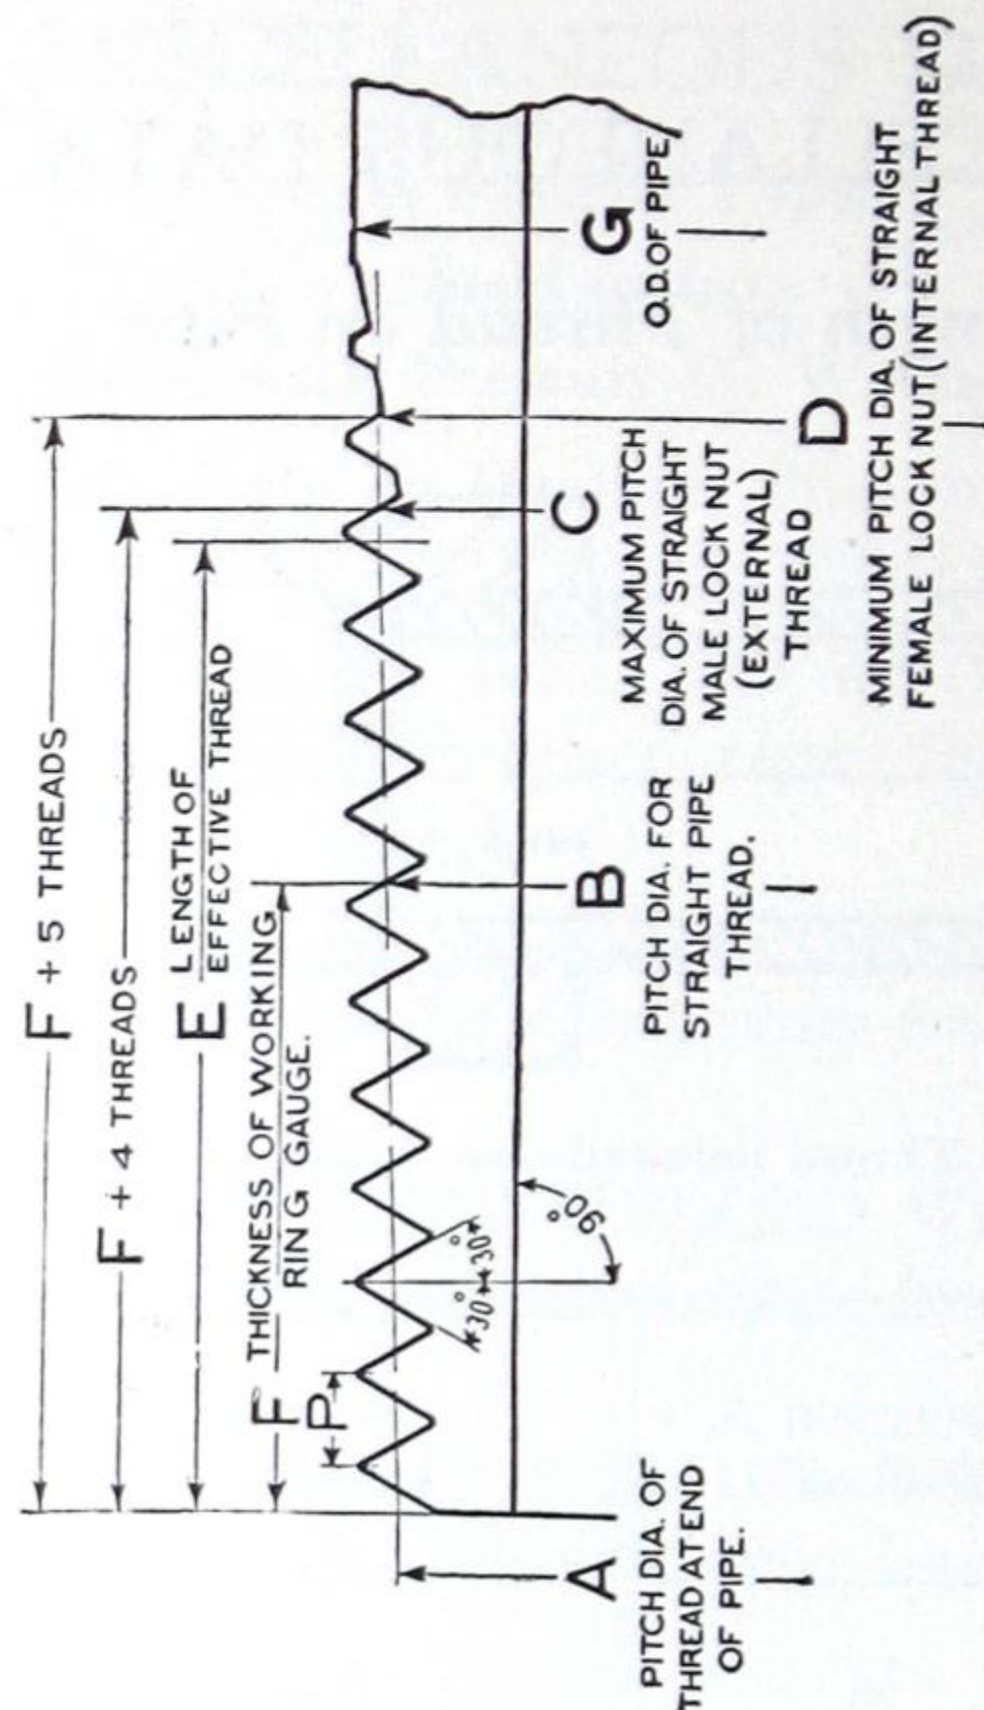 F + 5 THREADS
F + 4 THREADS
E LENGTH OF
EFFECTIVE THREAD
F THICKNESS OF WORKING
RING GAUGE.
P
30° 30°
90°
A
PITCH DIA. OF
THREAD AT END
OF PIPE.
B
PITCH DIA. FOR
STRAIGHT PIPE
THREAD.
C
MAXIMUM PITCH
DIA. OF STRAIGHT
MALE LOCK NUT
(EXTERNAL)
THREAD
D
MINIMUM PITCH DIA. OF STRAIGHT
FEMALE LOCK NUT (INTERNAL THREAD)
G
O.D. OF PIPE